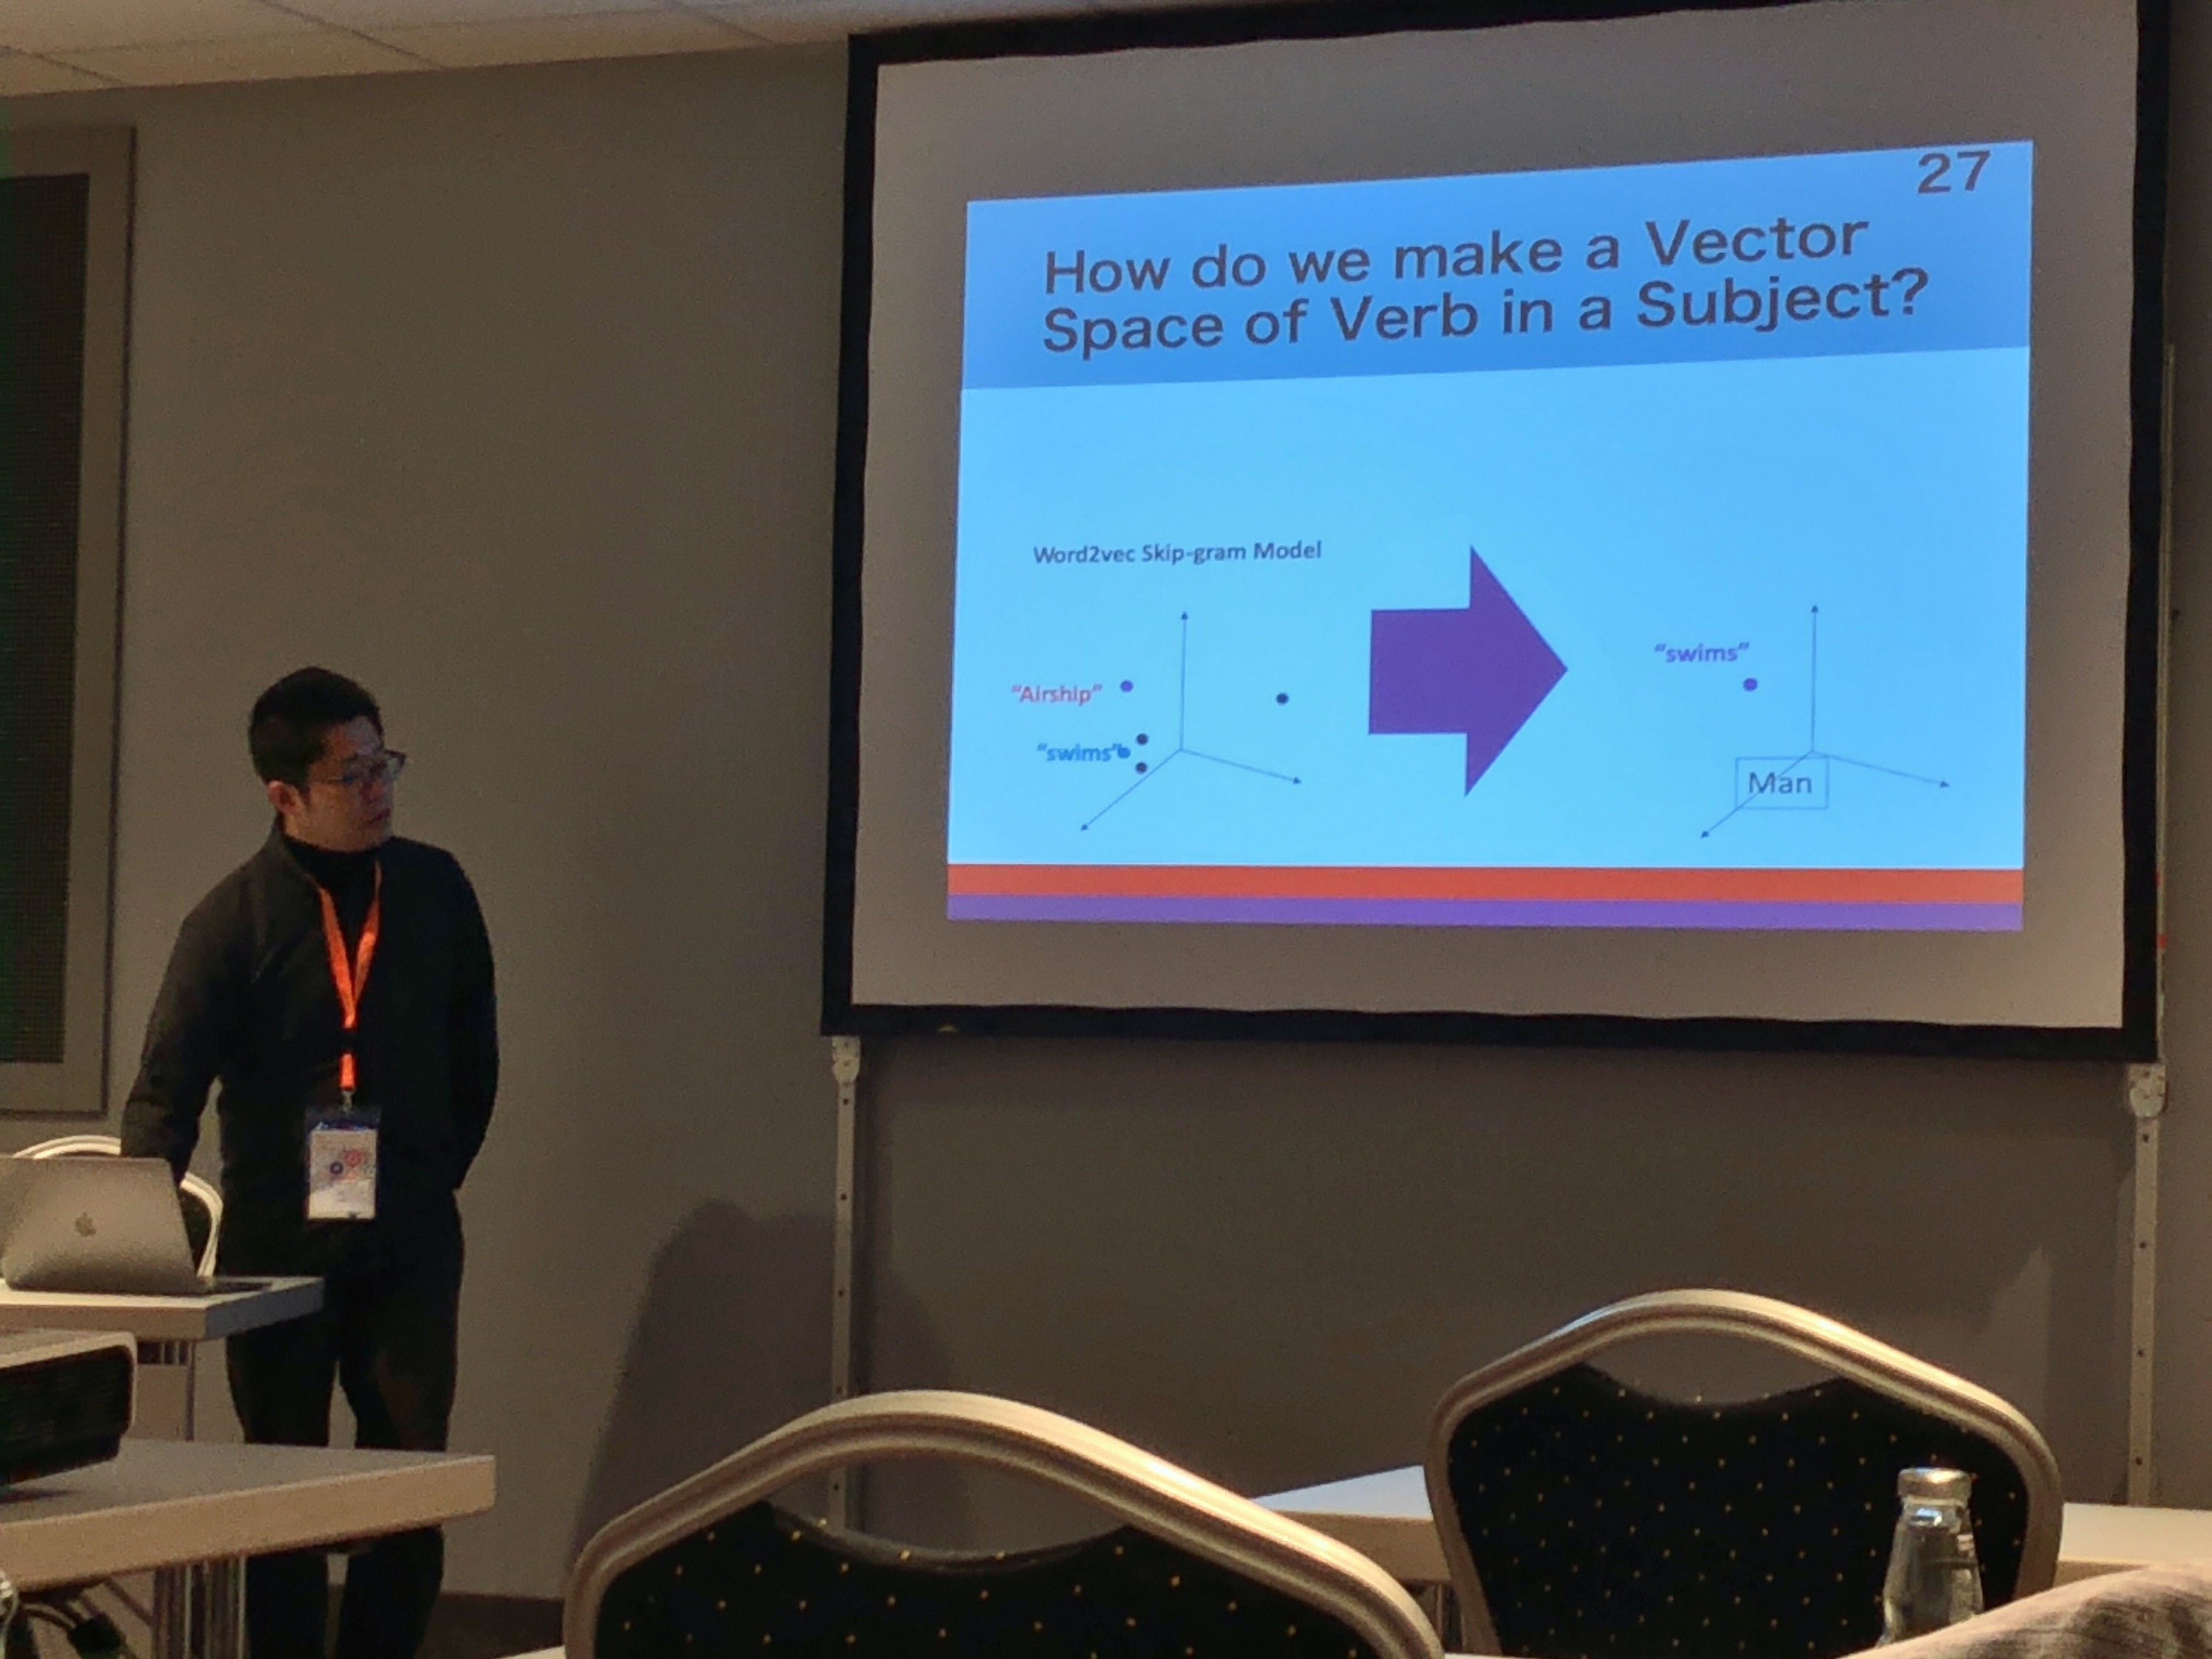 27
How do we make a Vector
Space of Verb in a Subject?
Word2vec Skip-gram Model
"Airship"
"swims"
"swims"
Man